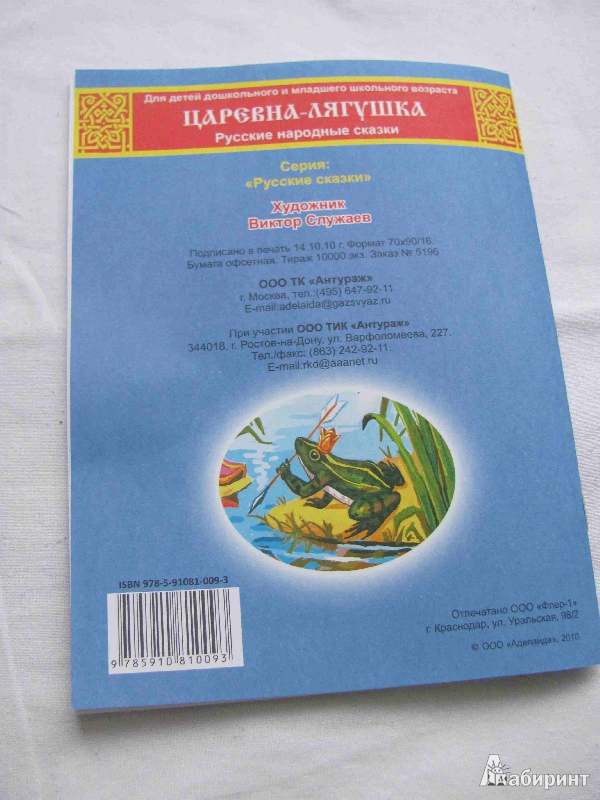 Для детей дошкольного и младшего школьного возраста
ЦАРЕВНА-ЛЯГУШКА
Русские народные сказки
Серия:
«Русские сказки»
Художник
Виктор Служаев
Подписано в печать 14.10.10 г. Формат 70х90/16.
Бумага офсетная. Тираж 10000 экз. Заказ № 5196
ООО ТК «Антураж»
г. Москва, тел.:(495) 647-92-11
E-mail:adelaida@gazsvyaz.ru
При участии ООО ТИК «Антураж»
344018, г. Ростов-на-Дону, ул. Варфоломеева, 227.
Тел./факс: (863) 242-92-11.
E-mail:rko@aaanet.ru
ISBN 978-5-91081-009-3
9 785910 810093
Отпечатано ООО «Флер-1»
г. Краснодар, ул. Уральская, 98/2
© ООО «Аделаида», 2010.
Лабиринт